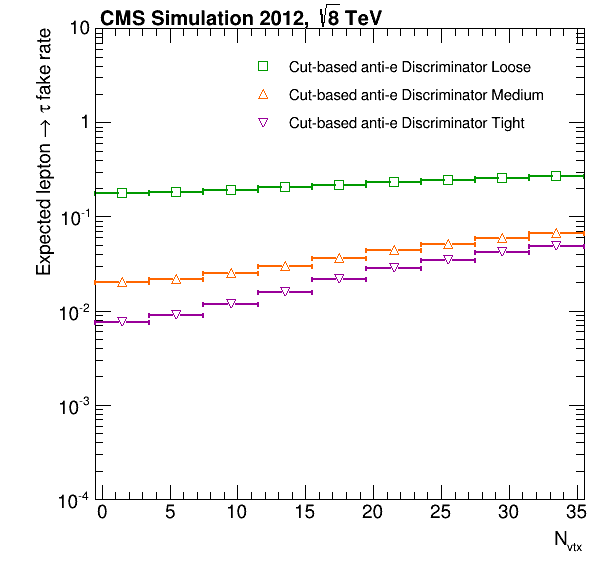 CMS Simulation 2012, √8 TeV
Expected lepton → τ fake rate
10
1
10⁻¹
10⁻²
10⁻³
10⁻⁴
Cut-based anti-e Discriminator Loose
Cut-based anti-e Discriminator Medium
Cut-based anti-e Discriminator Tight
0 5 10 15 20 25 30 35
Nvtx